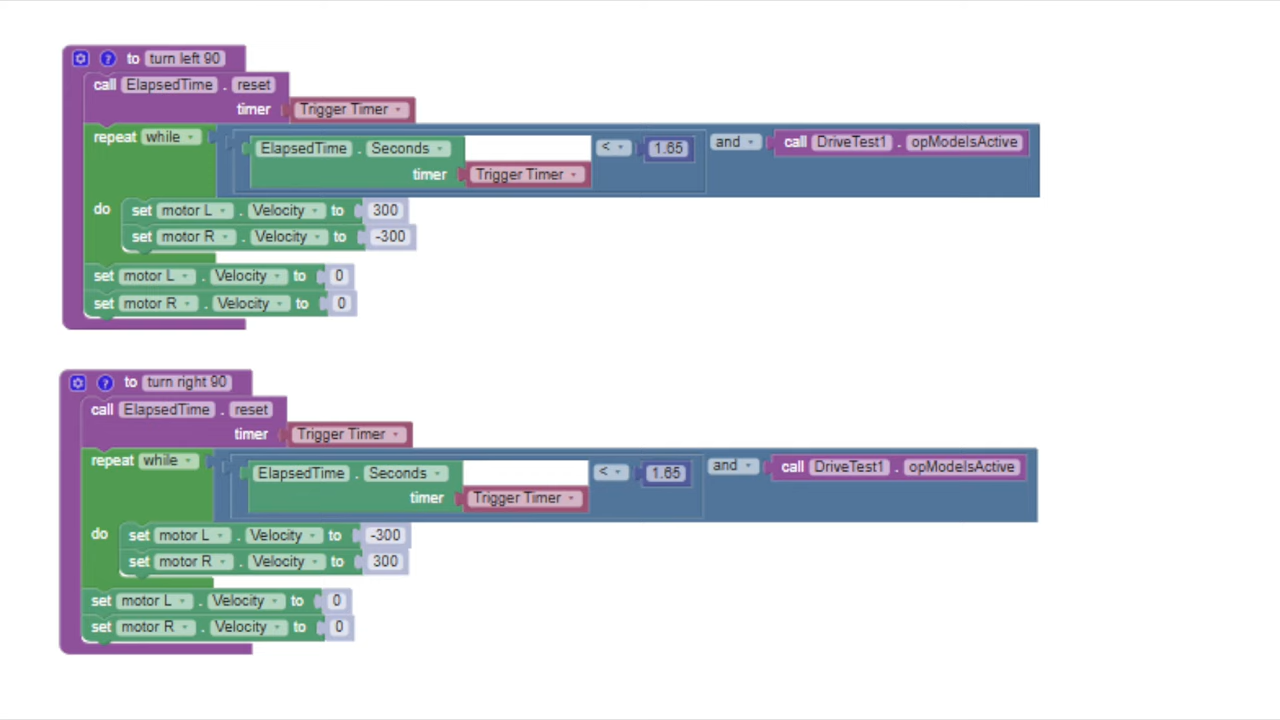 to turn left 90
call ElapsedTime . reset
timer Trigger Timer
repeat while ElapsedTime . Seconds < 1.65 and call DriveTest1 . opModeIsActive
timer Trigger Timer
do set motor L . Velocity to 300
set motor R . Velocity to -300
set motor L . Velocity to 0
set motor R . Velocity to 0
to turn right 90
call ElapsedTime . reset
timer Trigger Timer
repeat while ElapsedTime . Seconds < 1.65 and call DriveTest1 . opModeIsActive
timer Trigger Timer
do set motor L . Velocity to -300
set motor R . Velocity to 300
set motor L . Velocity to 0
set motor R . Velocity to 0